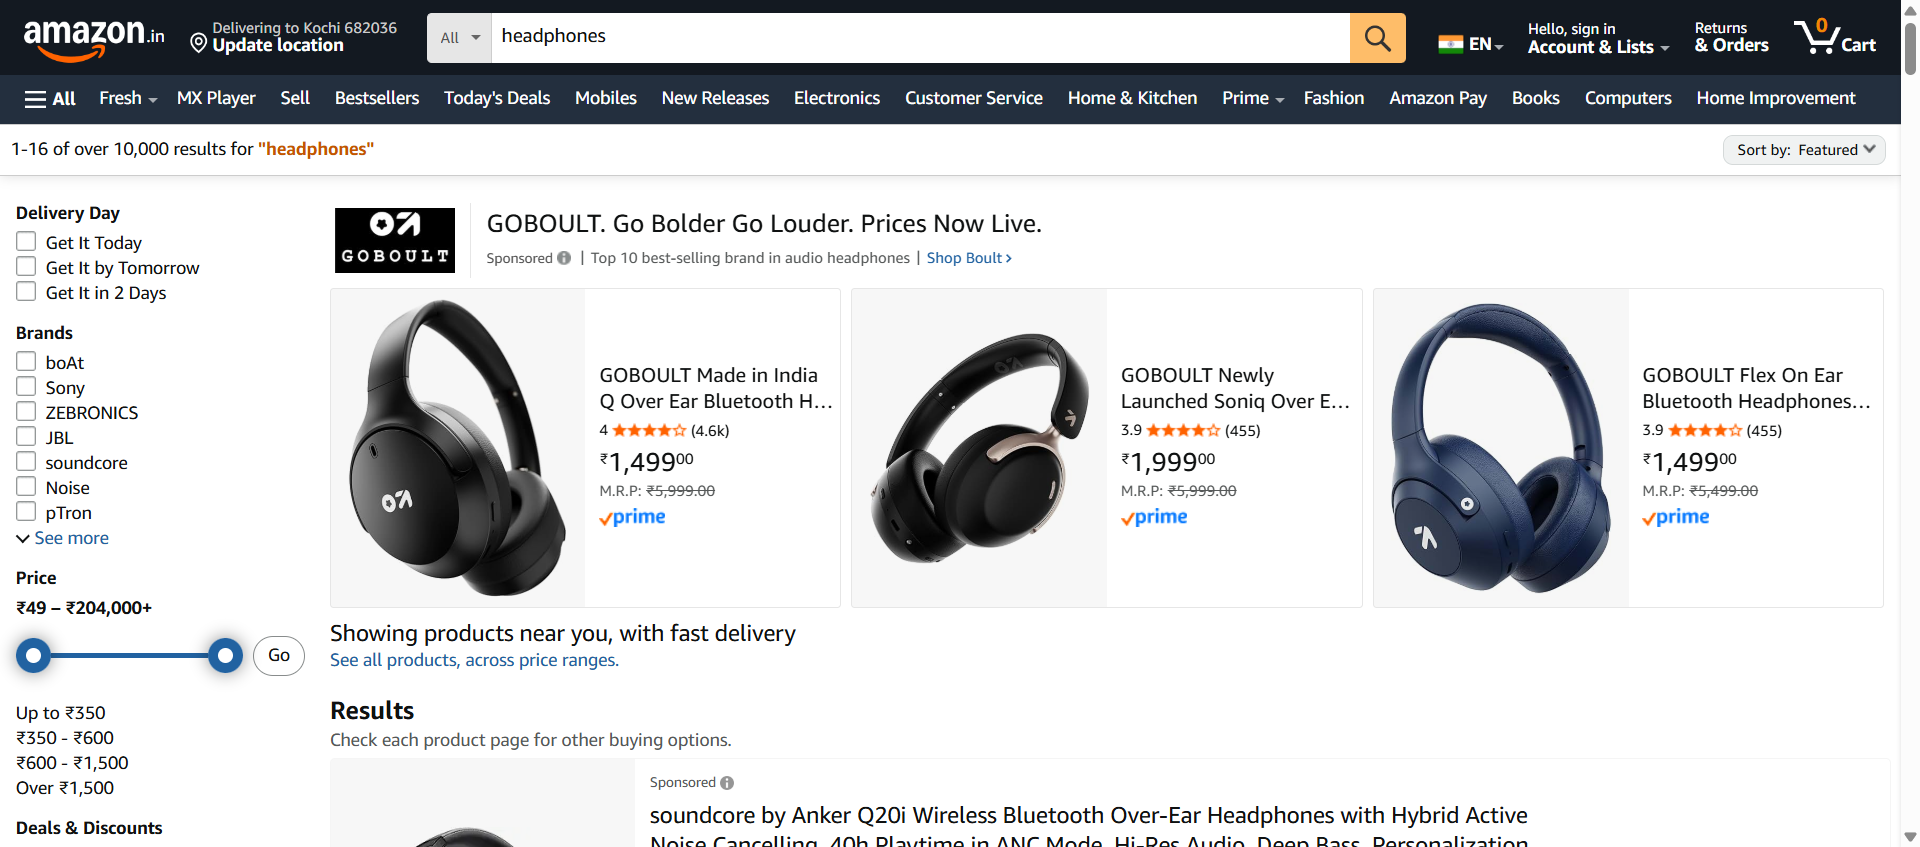 amazon.in
Delivering to Kochi 682036
Update location
All
headphones
EN
Hello, sign in
Account & Lists
Returns
& Orders
0
Cart
All
Fresh
MX Player
Sell
Bestsellers
Today's Deals
Mobiles
New Releases
Electronics
Customer Service
Home & Kitchen
Prime
Fashion
Amazon Pay
Books
Computers
Home Improvement
1-16 of over 10,000 results for "headphones"
Sort by: Featured
Delivery Day
Get It Today
Get It by Tomorrow
Get It in 2 Days
Brands
boAt
Sony
ZEBRONICS
JBL
soundcore
Noise
pTron
See more
Price
₹49 – ₹204,000+
Go
Up to ₹350
₹350 - ₹600
₹600 - ₹1,500
Over ₹1,500
Deals & Discounts
GOBOULT
GOBOULT. Go Bolder Go Louder. Prices Now Live.
Sponsored | Top 10 best-selling brand in audio headphones | Shop Boult ›
GOBOULT Made in India
Q Over Ear Bluetooth H...
4 (4.6k)
₹1,49900
M.R.P: ₹5,999.00
prime
GOBOULT Newly
Launched Soniq Over E...
3.9 (455)
₹1,99900
M.R.P: ₹5,999.00
prime
GOBOULT Flex On Ear
Bluetooth Headphones...
3.9 (455)
₹1,49900
M.R.P: ₹5,499.00
prime
Showing products near you, with fast delivery
See all products, across price ranges.
Results
Check each product page for other buying options.
Sponsored
soundcore by Anker Q20i Wireless Bluetooth Over-Ear Headphones with Hybrid Active
Noise Cancelling, 40h Playtime in ANC Mode, Hi-Res Audio, Deep Bass, Personalization